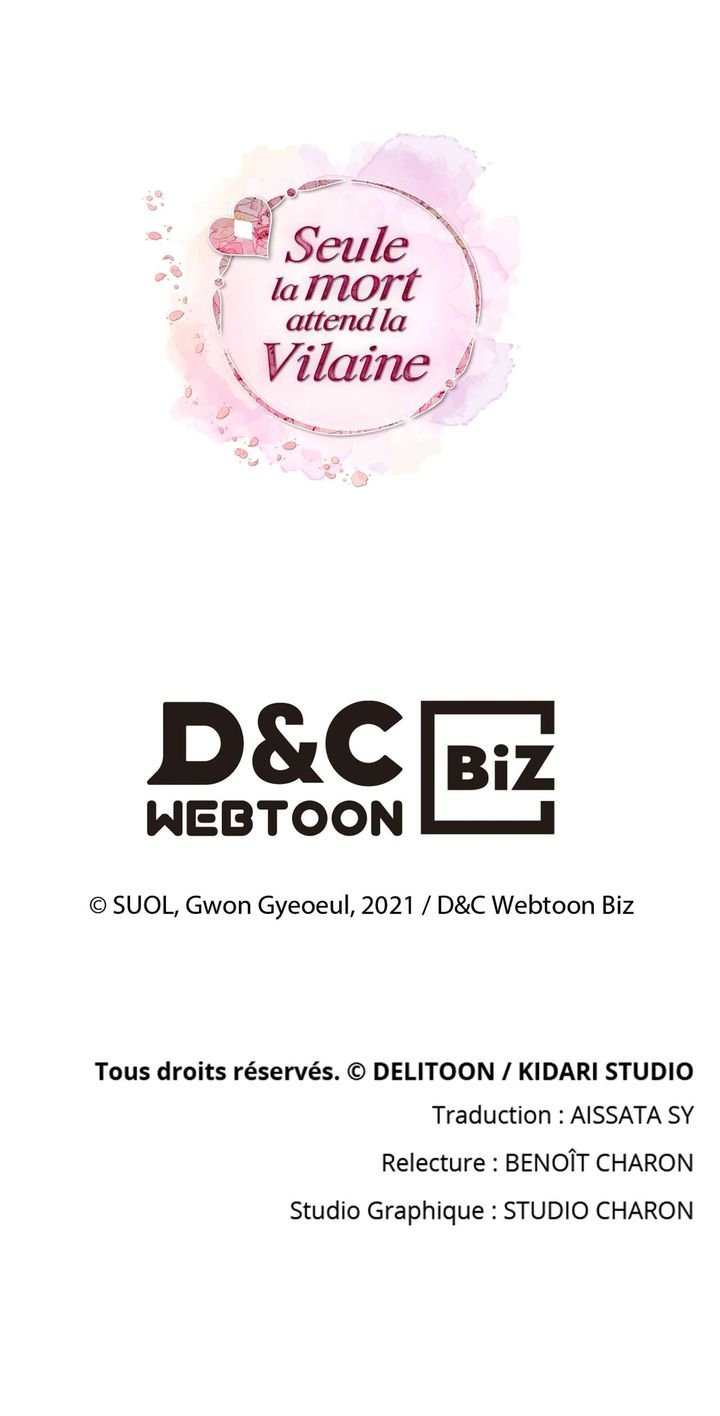 Seule
la mort
attend la
Vilaine
D&C BiZ
WEBTOON
© SUOL, Gwon Gyeoeul, 2021 / D&C Webtoon Biz
Tous droits réservés. © DELITOON / KIDARI STUDIO
Traduction : AISSATA SY
Relecture : BENOÎT CHARON
Studio Graphique : STUDIO CHARON